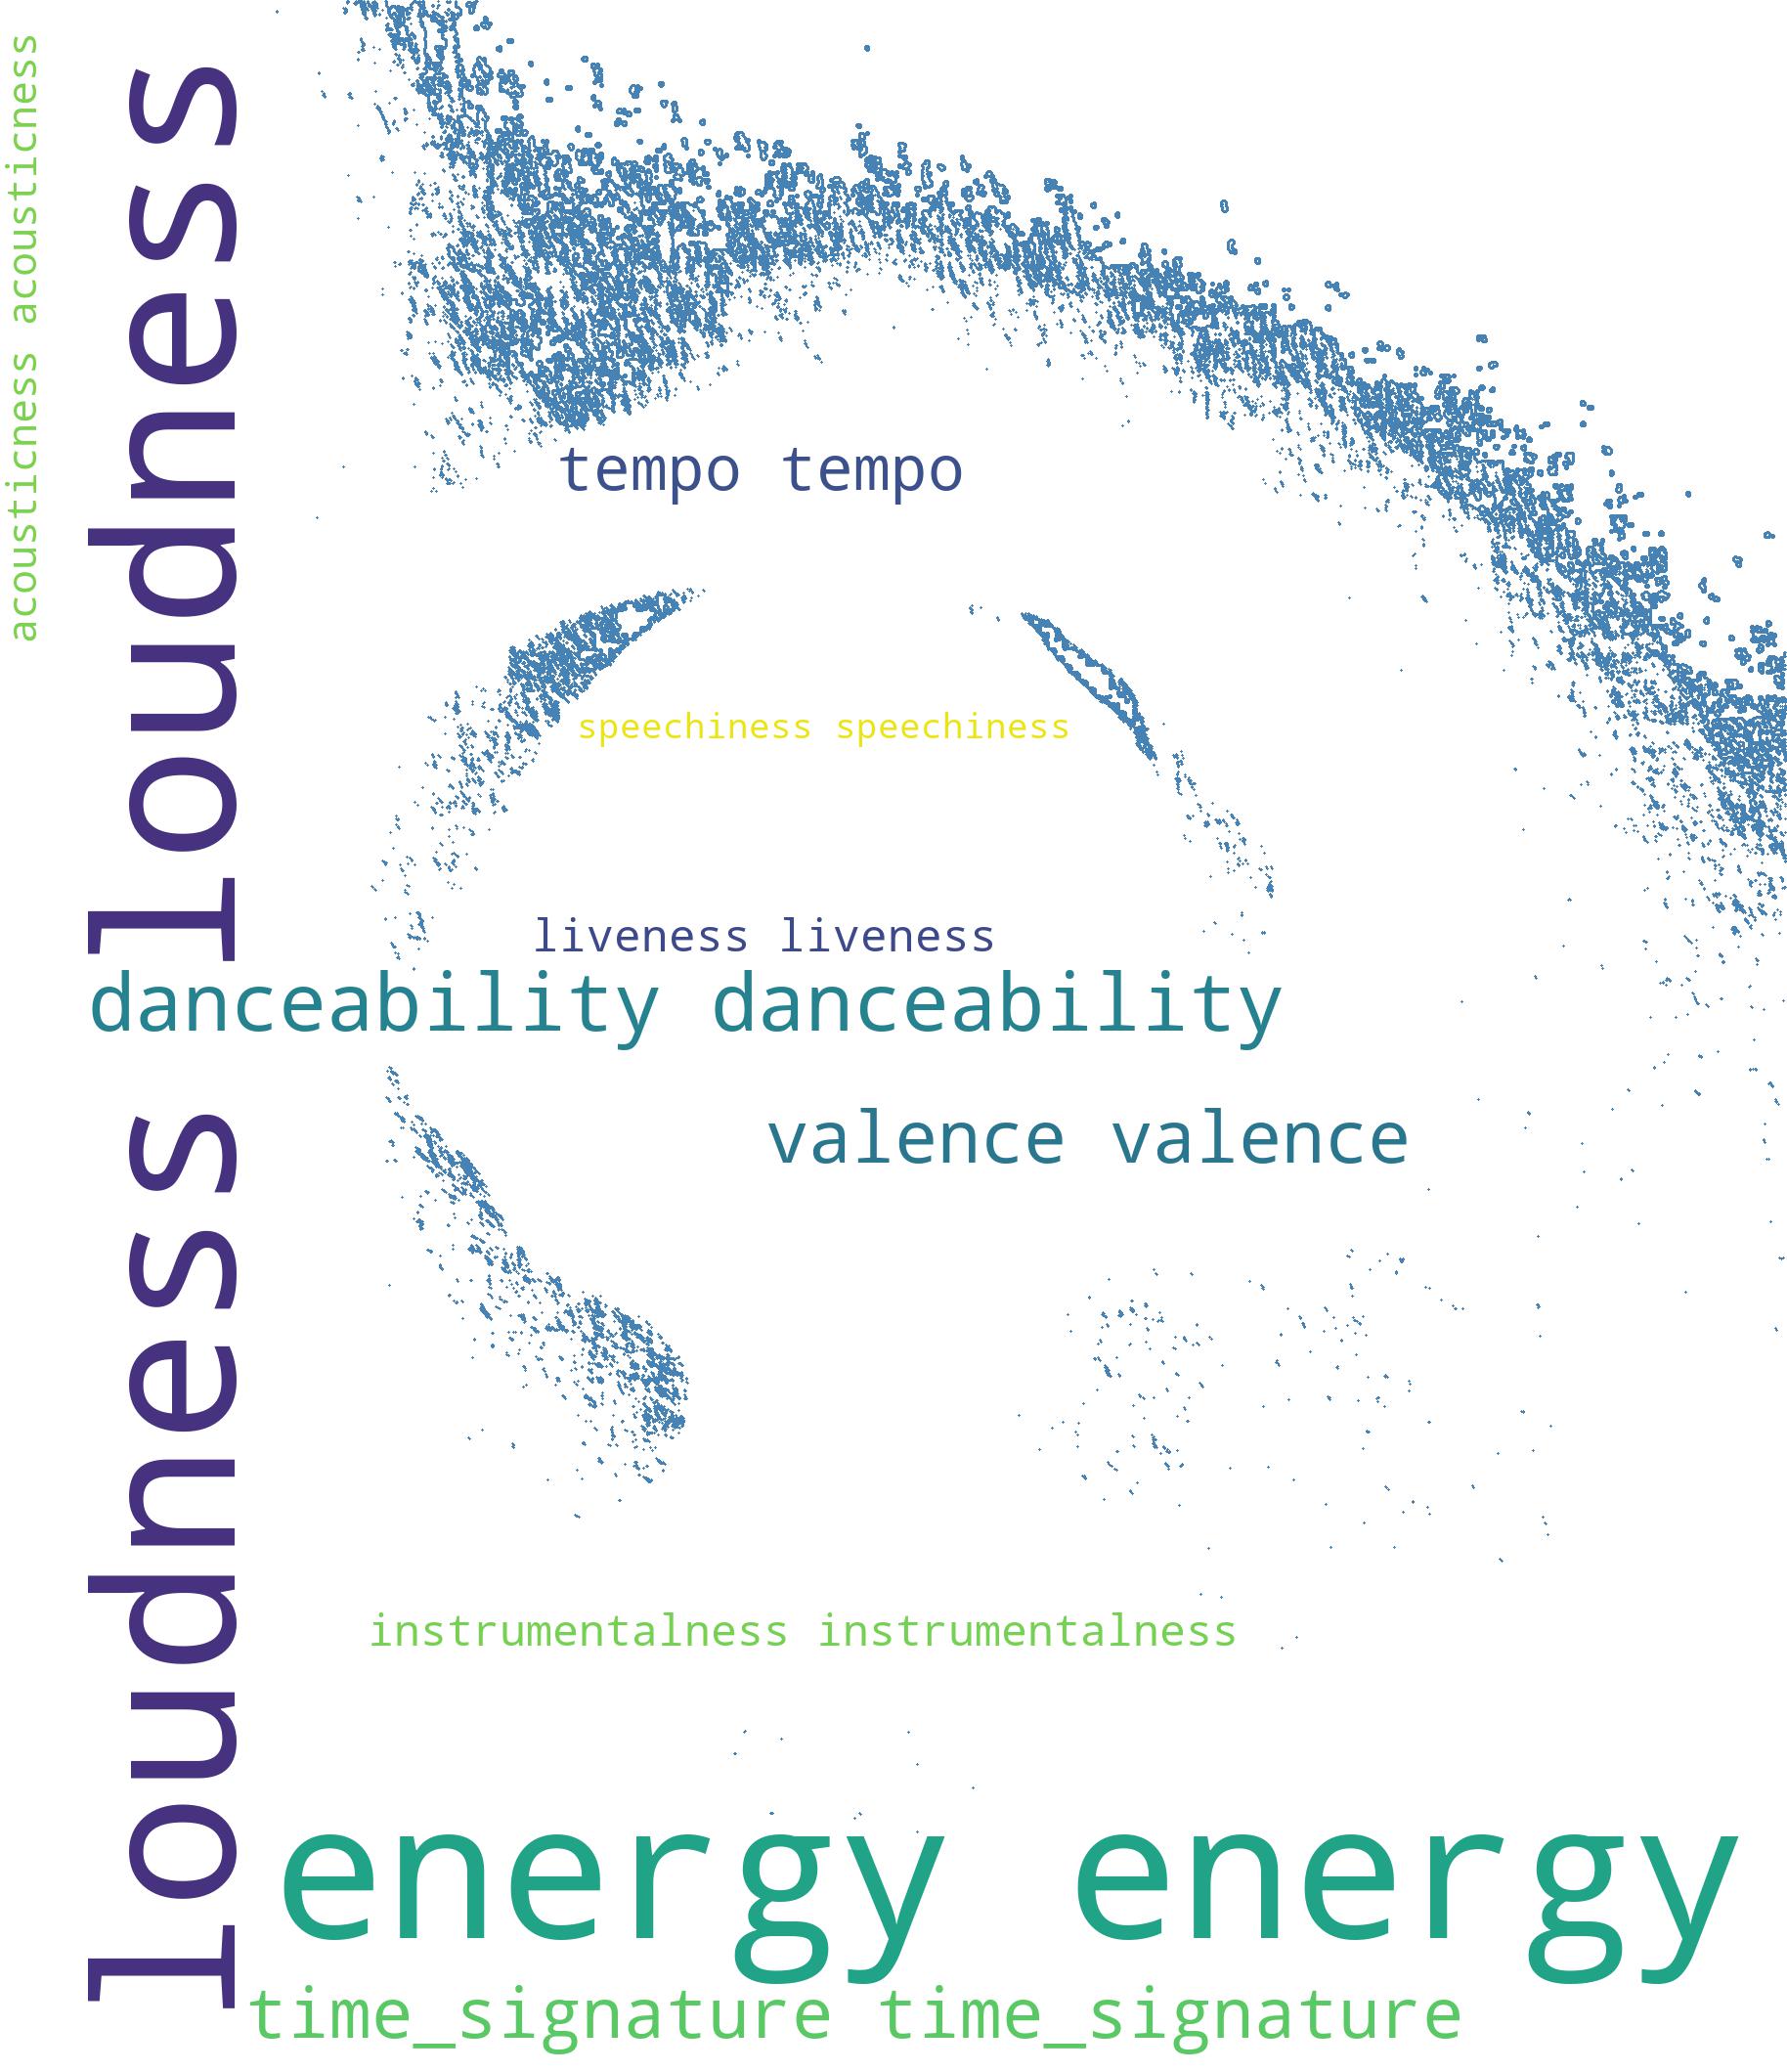 acousticness acousticness
loudness loudness
tempo tempo
speechiness speechiness
liveness liveness
danceability danceability
valence valence
instrumentalness instrumentalness
energy energy
time_signature time_signature